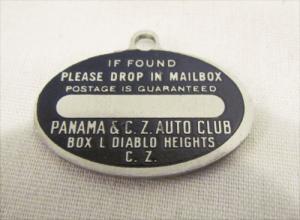 IF FOUND
PLEASE DROP IN MAILBOX
POSTAGE IS GUARANTEED
PANAMA & C. Z. AUTO CLUB
BOX L DIABLO HEIGHTS
C. Z.